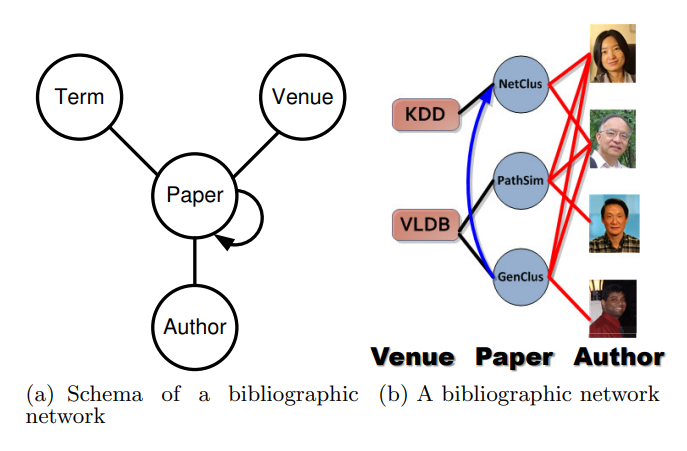 Term
Venue
Paper
Author
(a) Schema of a bibliographic
network
KDD
VLDB
NetClus
PathSim
GenClus
Venue Paper Author
(b) A bibliographic network